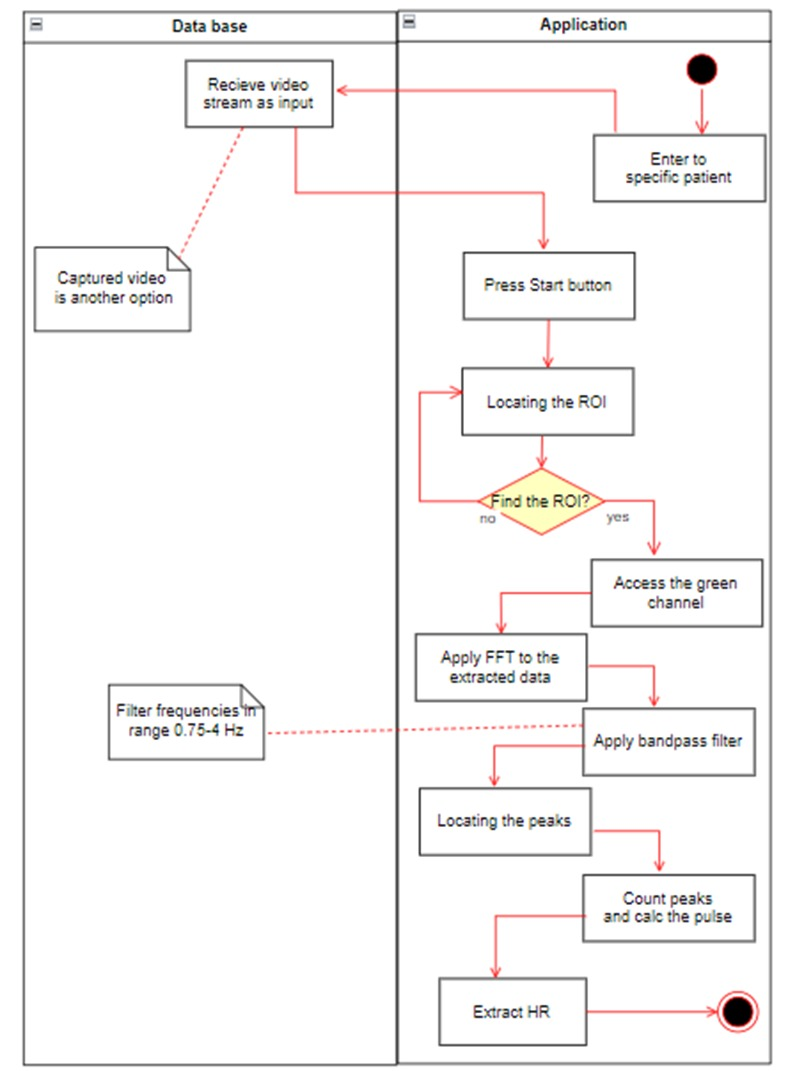 Data base
Application
Recieve video
stream as input
Enter to
specific patient
Captured video
is another option
Press Start button
Locating the ROI
Find the ROI?
no
yes
Access the green
channel
Apply FFT to the
extracted data
Filter frequencies in
range 0.75-4 Hz
Apply bandpass filter
Locating the peaks
Count peaks
and calc the pulse
Extract HR